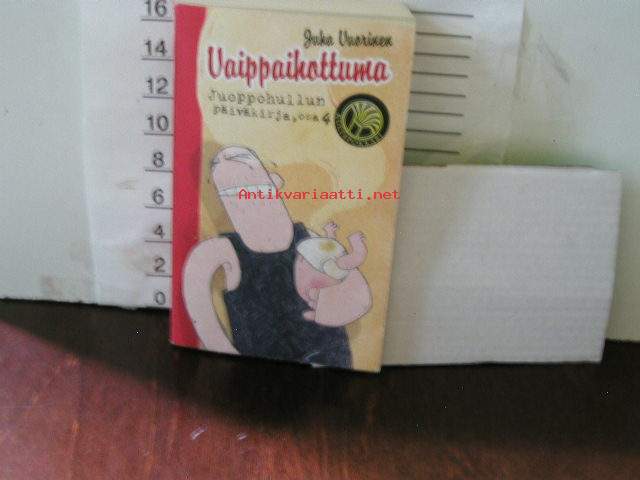 16
14
12
10
8
6
4
2
0
Juha Vuorinen
Vaippaihottuma
Juoppohullun
päiväkirja, osa 4
Antikvariaatti.net